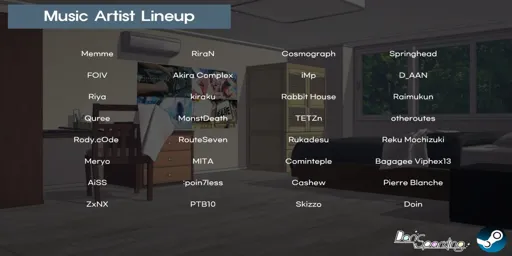 Music Artist Lineup
Memme RiraN Cosmograph Springhead
FOIV Akira Complex iMp D_AAN
Riya kiraku Rabbit House Raimukun
Quree MonstDeath TETZn otheroutes
Rody.cOde RouteSeven Rukadesu Reku Mochizuki
Meryo MITA Cominteple Bagagee Viphex13
AiSS poin7less Cashew Pierre Blanche
ZxNX PTB10 Skizzo Doin